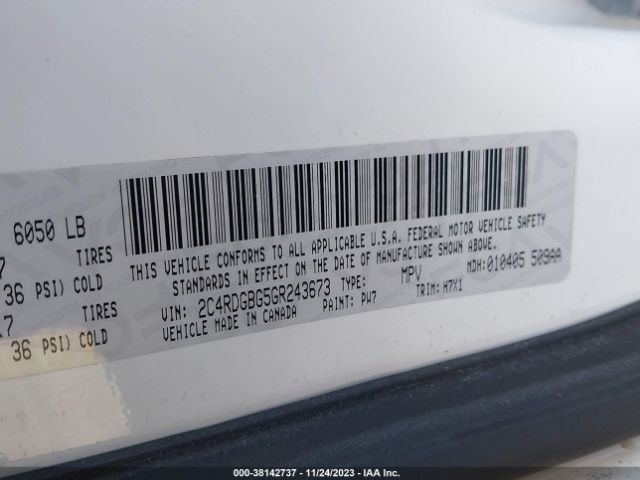 6050 LB
TIRES
36 PSI) COLD
TIRES
36 PSI) COLD
THIS VEHICLE CONFORMS TO ALL APPLICABLE U.S.A. FEDERAL MOTOR VEHICLE SAFETY
STANDARDS IN EFFECT ON THE DATE OF MANUFACTURE SHOWN ABOVE.
VIN: 2C4RDGBG5GR243673 TYPE: MPV MDH:010405 509AA
VEHICLE MADE IN CANADA PAINT: PW7 TRIM: H7X1
000-38142737 - 11/24/2023 - IAA Inc.